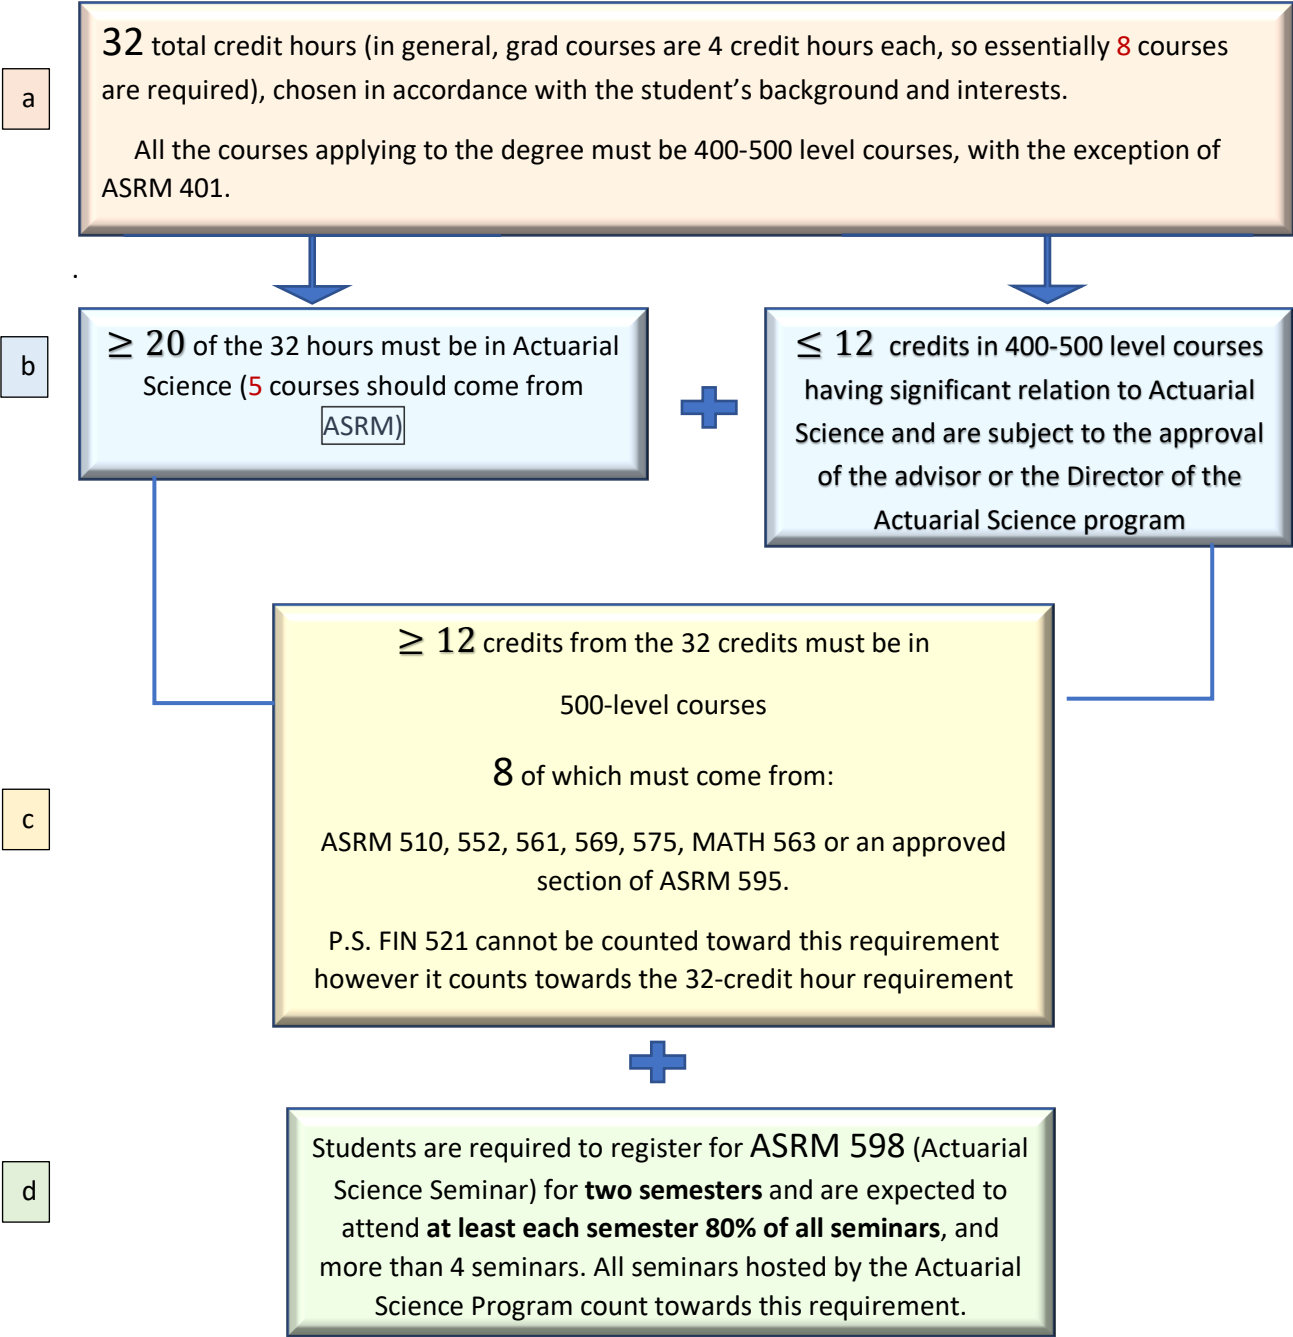 32 total credit hours (in general, grad courses are 4 credit hours each, so essentially 8 courses
are required), chosen in accordance with the student’s background and interests.
All the courses applying to the degree must be 400-500 level courses, with the exception of
ASRM 401.
a
.
≥ 20 of the 32 hours must be in Actuarial
Science (5 courses should come from
ASRM)
b
≤ 12 credits in 400-500 level courses
having significant relation to Actuarial
Science and are subject to the approval
of the advisor or the Director of the
Actuarial Science program
≥ 12 credits from the 32 credits must be in
500-level courses
8 of which must come from:
c
ASRM 510, 552, 561, 569, 575, MATH 563 or an approved
section of ASRM 595.
P.S. FIN 521 cannot be counted toward this requirement
however it counts towards the 32-credit hour requirement
Students are required to register for ASRM 598 (Actuarial
Science Seminar) for two semesters and are expected to
attend at least each semester 80% of all seminars, and
more than 4 seminars. All seminars hosted by the Actuarial
Science Program count towards this requirement.
d